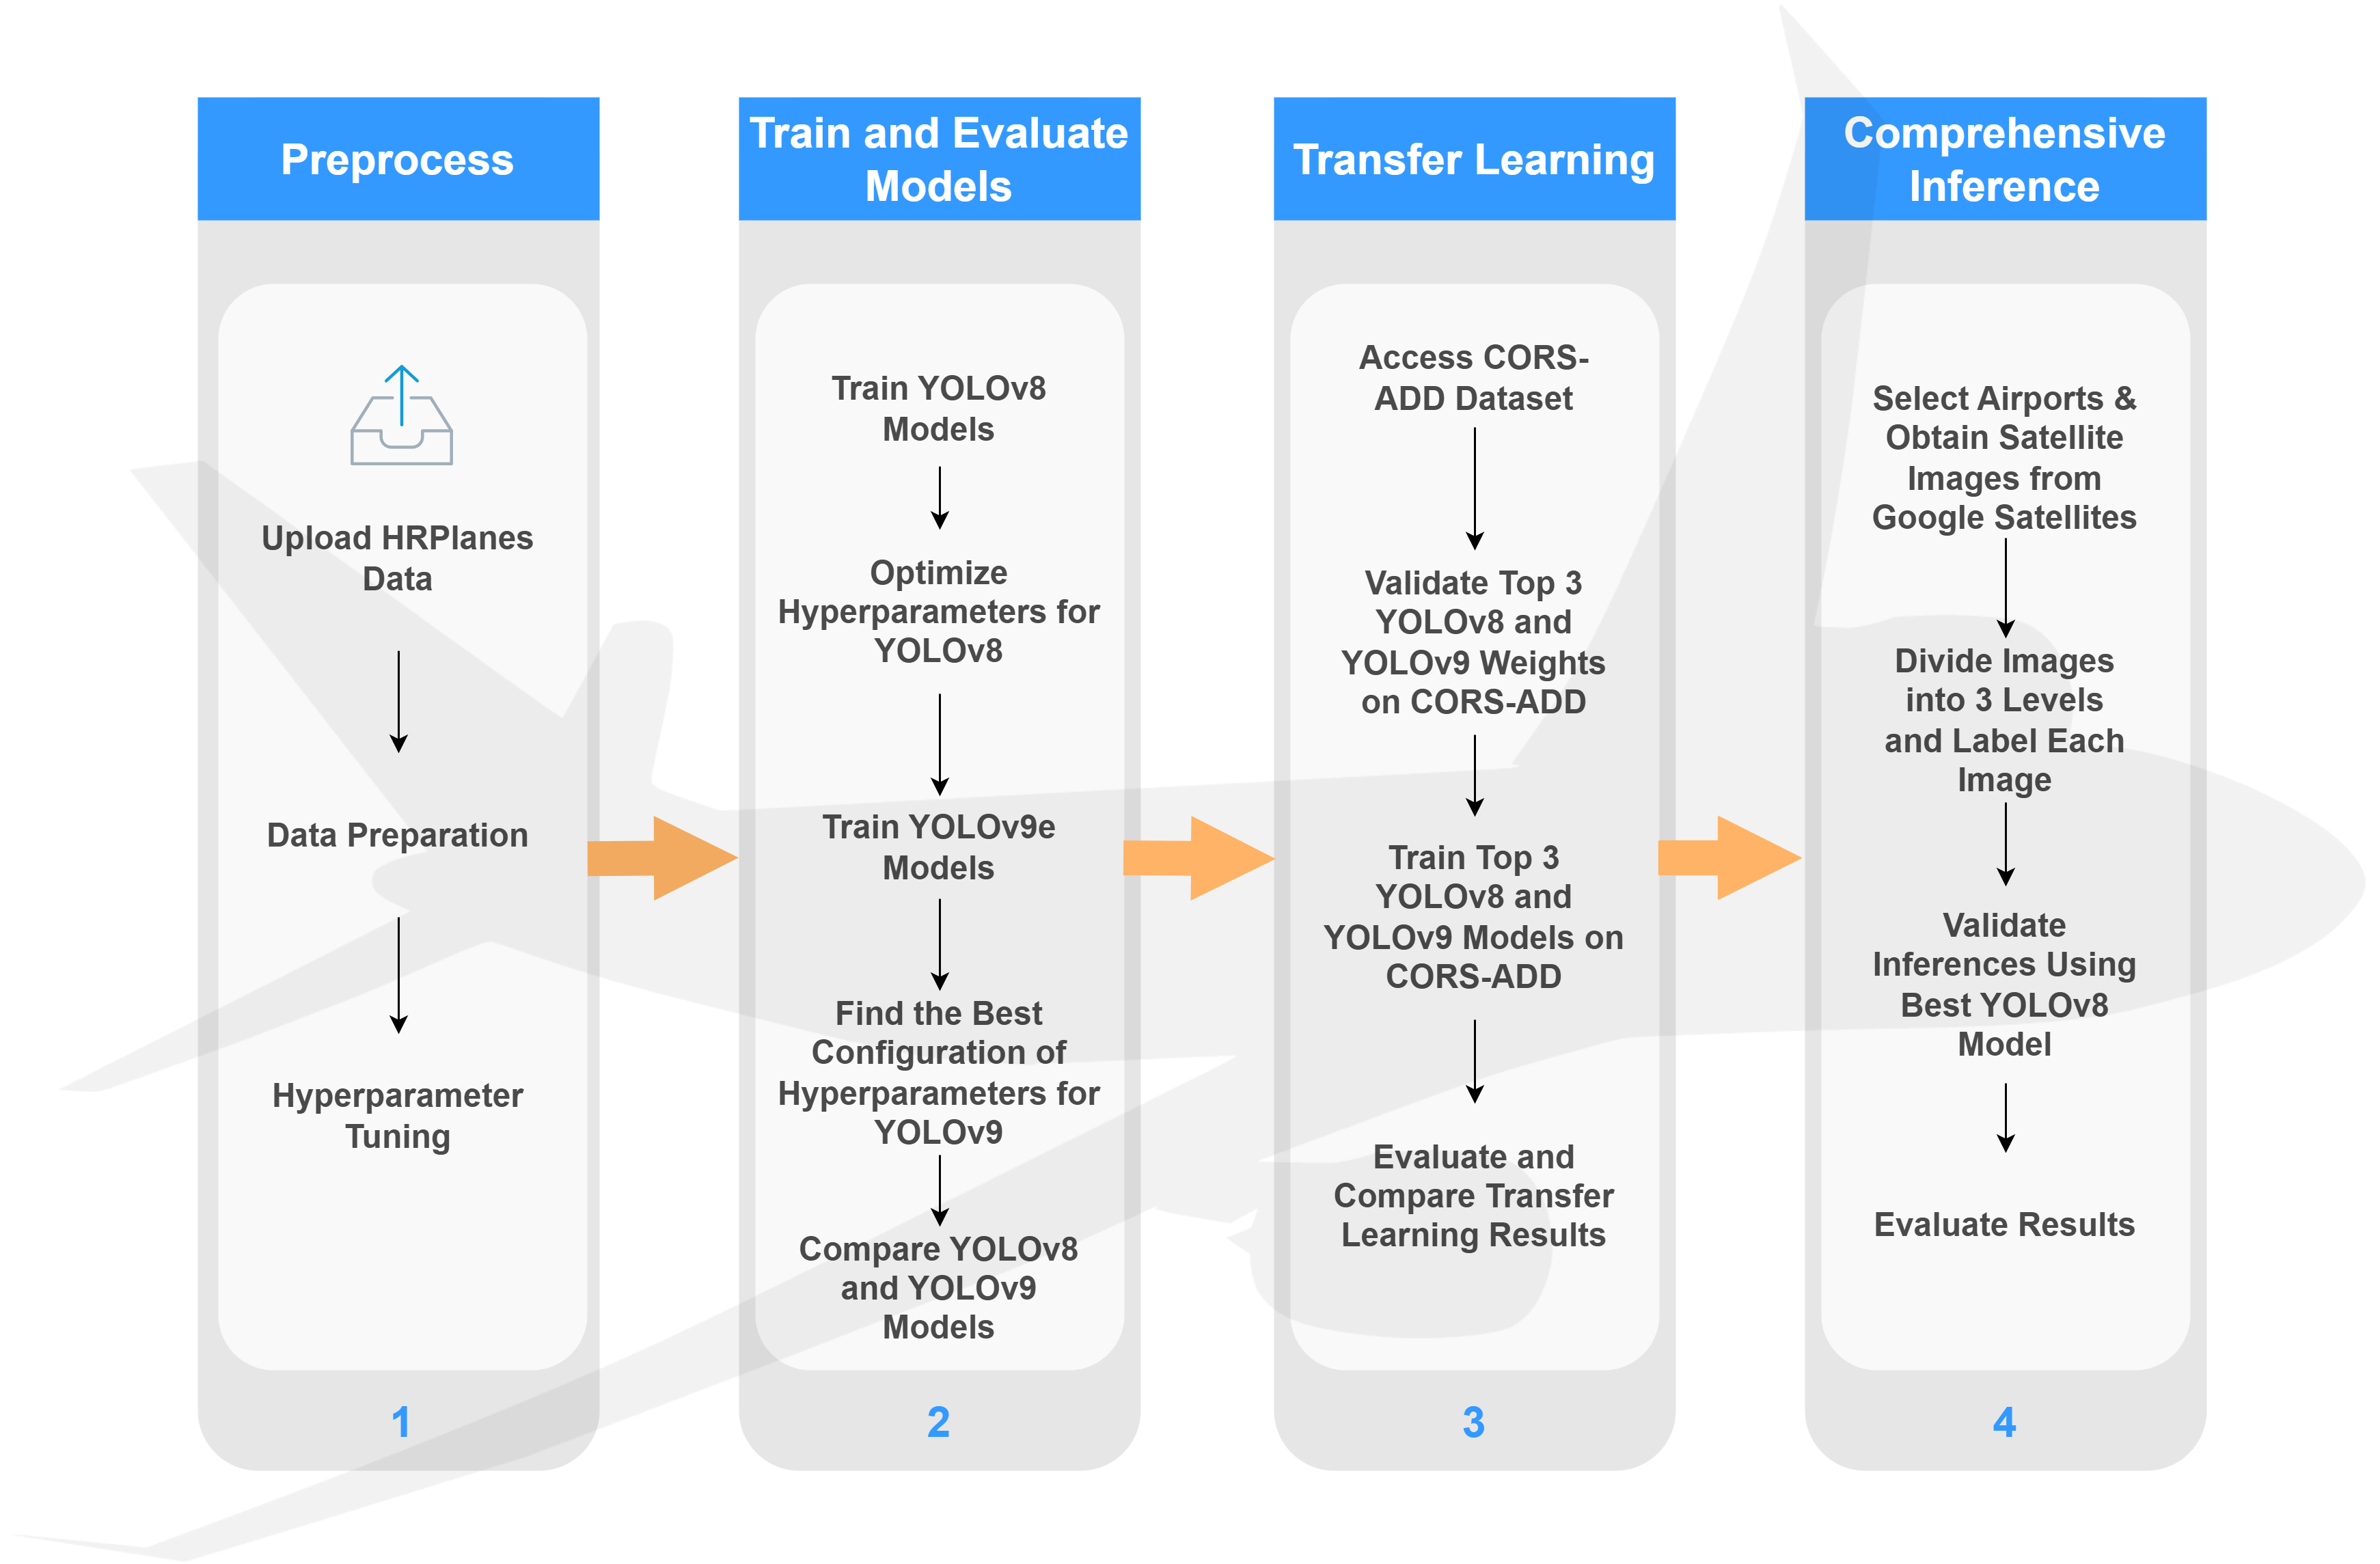 Preprocess
Upload HRPlanes
Data
Data Preparation
Hyperparameter
Tuning
1
Train and Evaluate
Models
Train YOLOv8
Models
Optimize
Hyperparameters for
YOLOv8
Train YOLOv9e
Models
Find the Best
Configuration of
Hyperparameters for
YOLOv9
Compare YOLOv8
and YOLOv9
Models
2
Transfer Learning
Access CORS-
ADD Dataset
Validate Top 3
YOLOv8 and
YOLOv9 Weights
on CORS-ADD
Train Top 3
YOLOv8 and
YOLOv9 Models on
CORS-ADD
Evaluate and
Compare Transfer
Learning Results
3
Comprehensive
Inference
Select Airports &
Obtain Satellite
Images from
Google Satellites
Divide Images
into 3 Levels
and Label Each
Image
Validate
Inferences Using
Best YOLOv8
Model
Evaluate Results
4